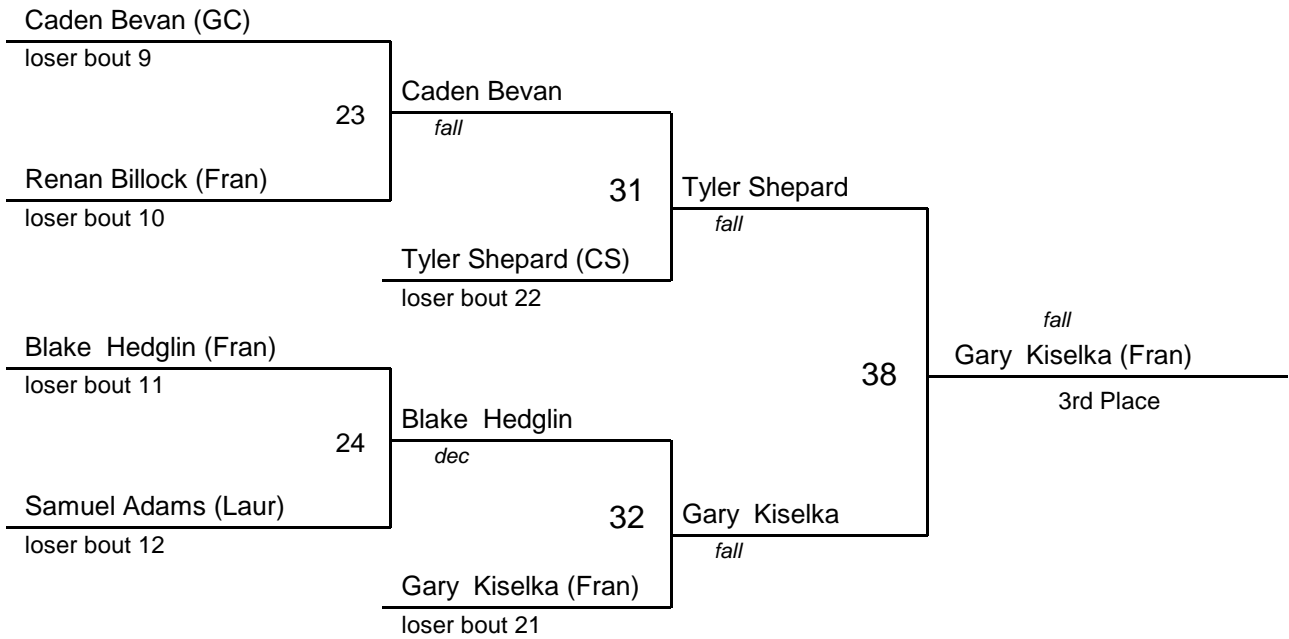 Caden Bevan (GC)
loser bout 9
23
Caden Bevan
fall
Renan Billock (Fran)
loser bout 10
31
Tyler Shepard
fall
Tyler Shepard (CS)
loser bout 22
Blake  Hedglin (Fran)
loser bout 11
24
Blake  Hedglin
dec
Samuel Adams (Laur)
loser bout 12
32
Gary  Kiselka
fall
Gary  Kiselka (Fran)
loser bout 21
38
fall
Gary  Kiselka (Fran)
3rd Place